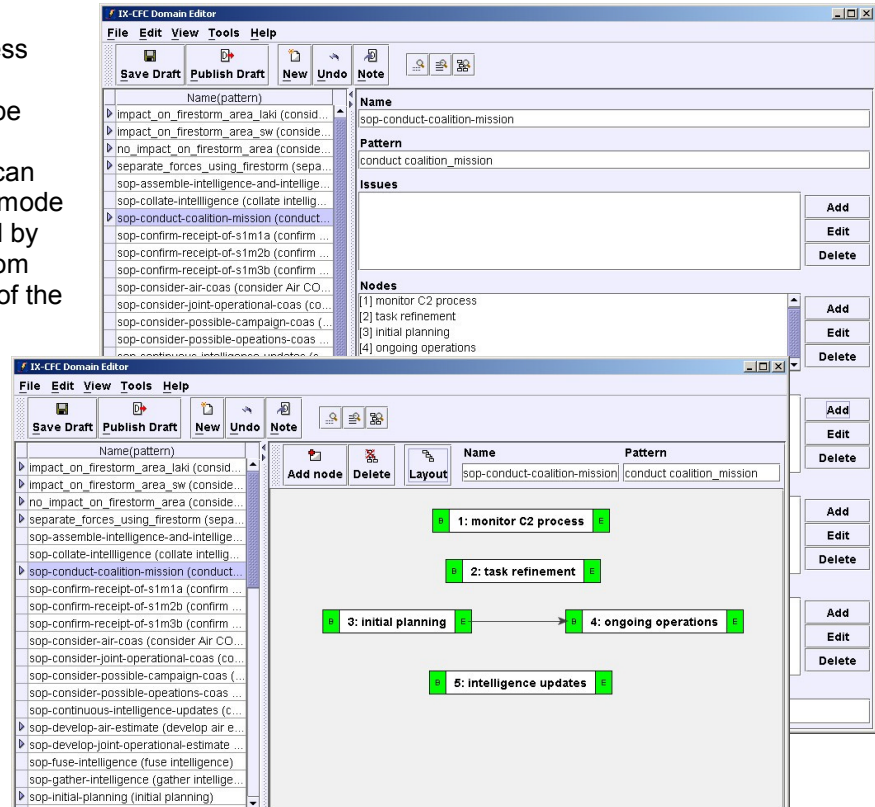 ess
be
can
mode
d by
om
of the
IX-CFC Domain Editor
File Edit View Tools Help
Save Draft Publish Draft New Undo Note
Name(pattern)
impact_on_firestorm_area_laki (consid...
impact_on_firestorm_area_sw (conside...
no_impact_on_firestorm_area (conside...
separate_forces_using_firestorm (sepa...
sop-assemble-intelligence-and-intellige...
sop-collate-intellligence (collate intellig...
sop-conduct-coalition-mission (conduct...
sop-confirm-receipt-of-s1m1a (confirm ...
sop-confirm-receipt-of-s1m2b (confirm ...
sop-confirm-receipt-of-s1m3b (confirm ...
sop-consider-air-coas (consider Air CO...
sop-consider-joint-operational-coas (co...
sop-consider-possible-campaign-coas (...
sop-consider-possible-opeations-coas ...
sop-continuous-intelligence-updates (c...
Name
sop-conduct-coalition-mission
Pattern
conduct coalition_mission
Issues
Add
Edit
Delete
Nodes
[1] monitor C2 process
[2] task refinement
[3] initial planning
[4] ongoing operations
Add
Edit
Delete
Add
Edit
Delete
Add
Edit
Delete
Add
Edit
Delete
IX-CFC Domain Editor
File Edit View Tools Help
Save Draft Publish Draft New Undo Note
Name(pattern)
impact_on_firestorm_area_laki (consid...
impact_on_firestorm_area_sw (conside...
no_impact_on_firestorm_area (conside...
separate_forces_using_firestorm (sepa...
sop-assemble-intelligence-and-intellige...
sop-collate-intellligence (collate intellig...
sop-conduct-coalition-mission (conduct...
sop-confirm-receipt-of-s1m1a (confirm ...
sop-confirm-receipt-of-s1m2b (confirm ...
sop-confirm-receipt-of-s1m3b (confirm ...
sop-consider-air-coas (consider Air CO...
sop-consider-joint-operational-coas (co...
sop-consider-possible-campaign-coas (...
sop-consider-possible-opeations-coas ...
sop-continuous-intelligence-updates (c...
sop-develop-air-estimate (develop air e...
sop-develop-joint-operational-estimate ...
sop-fuse-intelligence (fuse intelligence)
sop-gather-intelligence (gather intellige...
sop-initial-planning (initial planning)
Add node Delete Layout
Name Pattern
sop-conduct-coalition-mission conduct coalition_mission
B 1: monitor C2 process E
B 2: task refinement E
B 3: initial planning E B 4: ongoing operations E
B 5: intelligence updates E